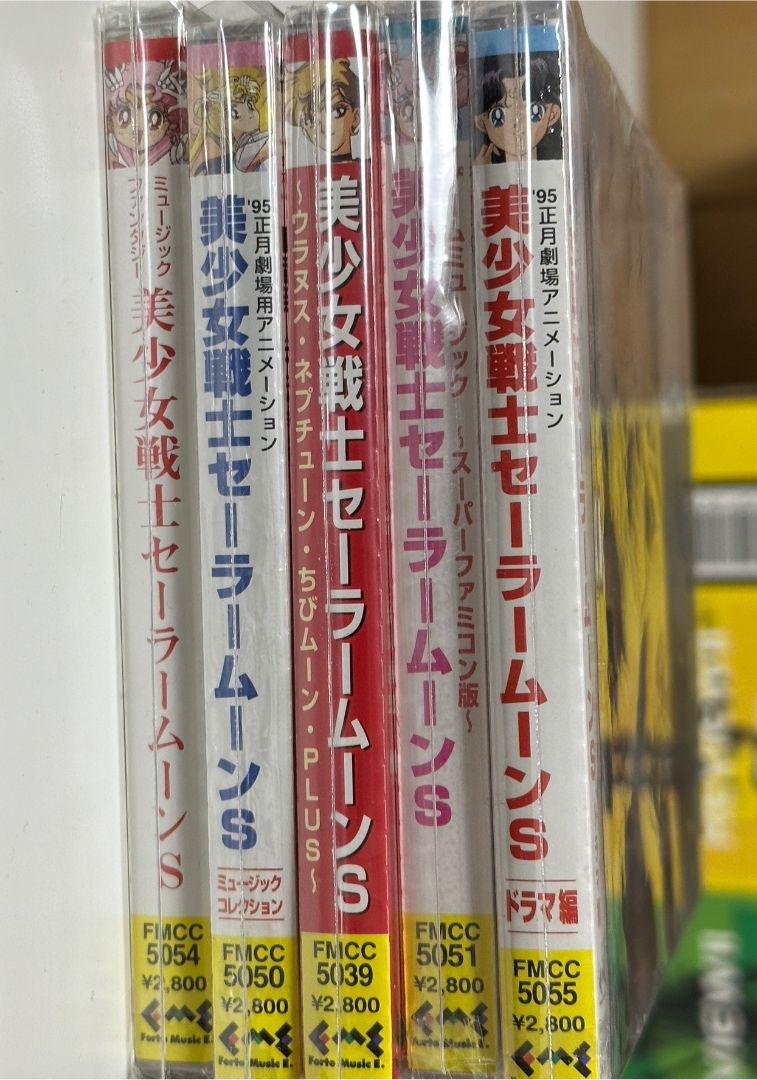 ミュージック
ファンタジー
美少女戦士セーラームーンS
FMCC
5054
¥2,800
Forte Music E.
'95正月劇場用アニメーション
美少女戦士セーラームーンS
ミュージック
コレクション
FMCC
5050
¥2,800
Forte Music E.
美少女戦士セーラームーンS
～ウラヌス・ネプチューン・ちびムーン・PLUS～
FMCC
5039
¥2,800
Forte Music E.
ムミュージック ～スーパーファミコン版～
美少女戦士セーラームーンS
FMCC
5051
¥2,800
Forte Music E.
'95正月劇場アニメーション
美少女戦士セーラームーンS
ドラマ編
FMCC
5055
¥2,800